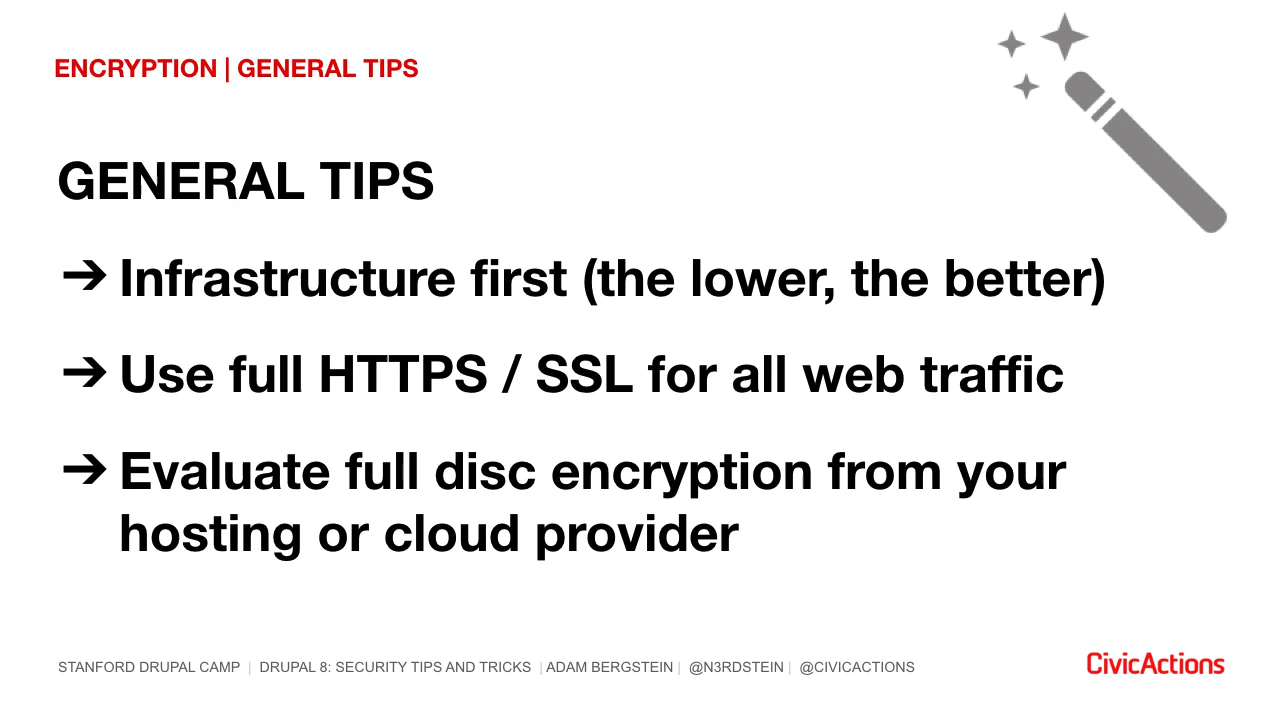 ENCRYPTION | GENERAL TIPS
GENERAL TIPS
➔ Infrastructure first (the lower, the better)
➔ Use full HTTPS / SSL for all web traffic
➔ Evaluate full disc encryption from your
hosting or cloud provider
STANFORD DRUPAL CAMP | DRUPAL 8: SECURITY TIPS AND TRICKS | ADAM BERGSTEIN | @N3RDSTEIN | @CIVICACTIONS
CivicActions